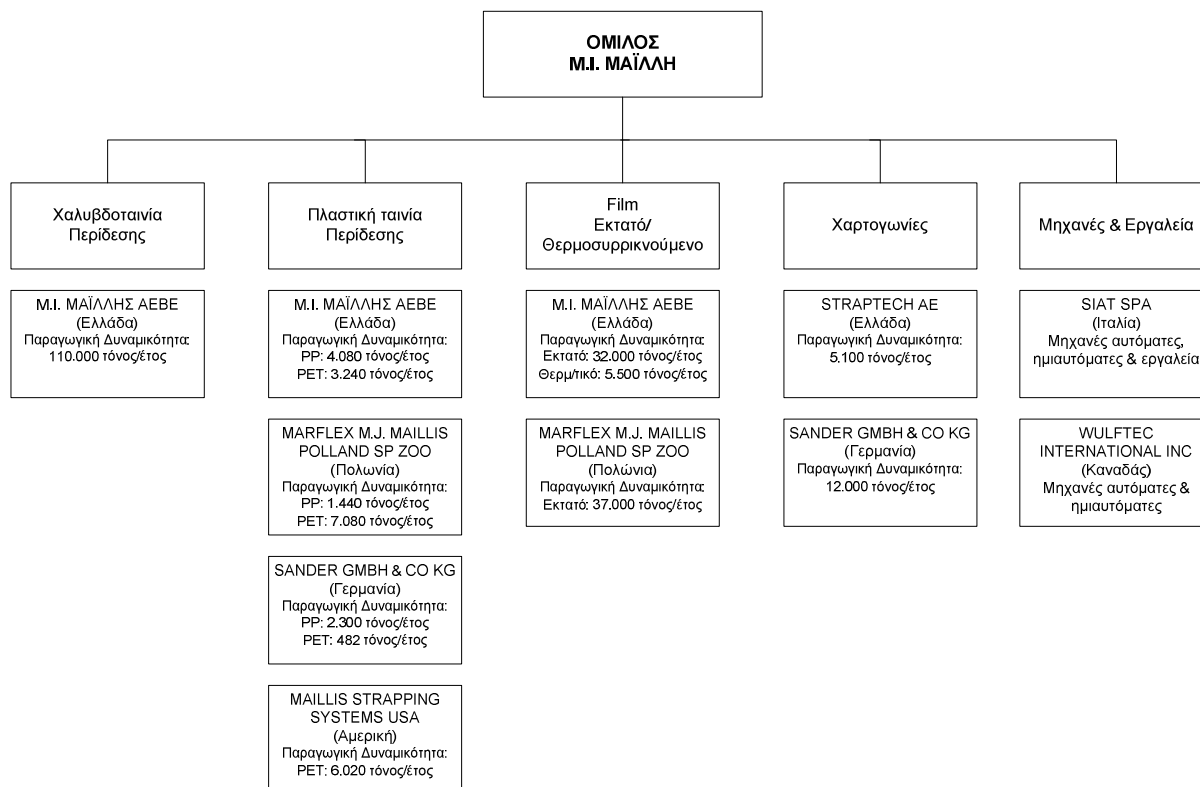 ΟΜΙΛΟΣ
Μ.Ι. ΜΑΪΛΛΗ
Χαλυβδοταινία
Περίδεσης
Πλαστική ταινία
Περίδεσης
Film
Εκτατό/
Θερμοσυρρικνούμενο
Χαρτογωνίες
Μηχανές & Εργαλεία
Μ.Ι. ΜΑΪΛΛΗΣ ΑΕΒΕ
(Ελλάδα)
Παραγωγική Δυναμικότητα:
110.000 τόνος/έτος
Μ.Ι. ΜΑΪΛΛΗΣ ΑΕΒΕ
(Ελλάδα)
Παραγωγική Δυναμικότητα:
PP: 4.080 τόνος/έτος
PET: 3.240 τόνος/έτος
Μ.Ι. ΜΑΪΛΛΗΣ ΑΕΒΕ
(Ελλάδα)
Παραγωγική Δυναμικότητα:
Εκτατό: 32.000 τόνος/έτος
Θερμ/τικό: 5.500 τόνος/έτος
STRAPTECH AE
(Ελλάδα)
Παραγωγική Δυναμικότητα:
5.100 τόνος/έτος
SIAT SPA
(Ιταλία)
Μηχανές αυτόματες,
ημιαυτόματες & εργαλεία
MARFLEX M.J. MAILLIS
POLLAND SP ZOO
(Πολωνία)
Παραγωγική Δυναμικότητα:
PP: 1.440 τόνος/έτος
PET: 7.080 τόνος/έτος
MARFLEX M.J. MAILLIS
POLLAND SP ZOO
(Πολώνια)
Παραγωγική Δυναμικότητα:
Εκτατό: 37.000 τόνος/έτος
SANDER GMBH & CO KG
(Γερμανία)
Παραγωγική Δυναμικότητα:
12.000 τόνος/έτος
WULFTEC
INTERNATIONAL INC
(Καναδάς)
Μηχανές αυτόματες &
ημιαυτόματες
SANDER GMBH & CO KG
(Γερμανία)
Παραγωγική Δυναμικότητα:
PP: 2.300 τόνος/έτος
PET: 482 τόνος/έτος
MAILLIS STRAPPING
SYSTEMS USA
(Αμερική)
Παραγωγική Δυναμικότητα:
PET: 6.020 τόνος/έτος